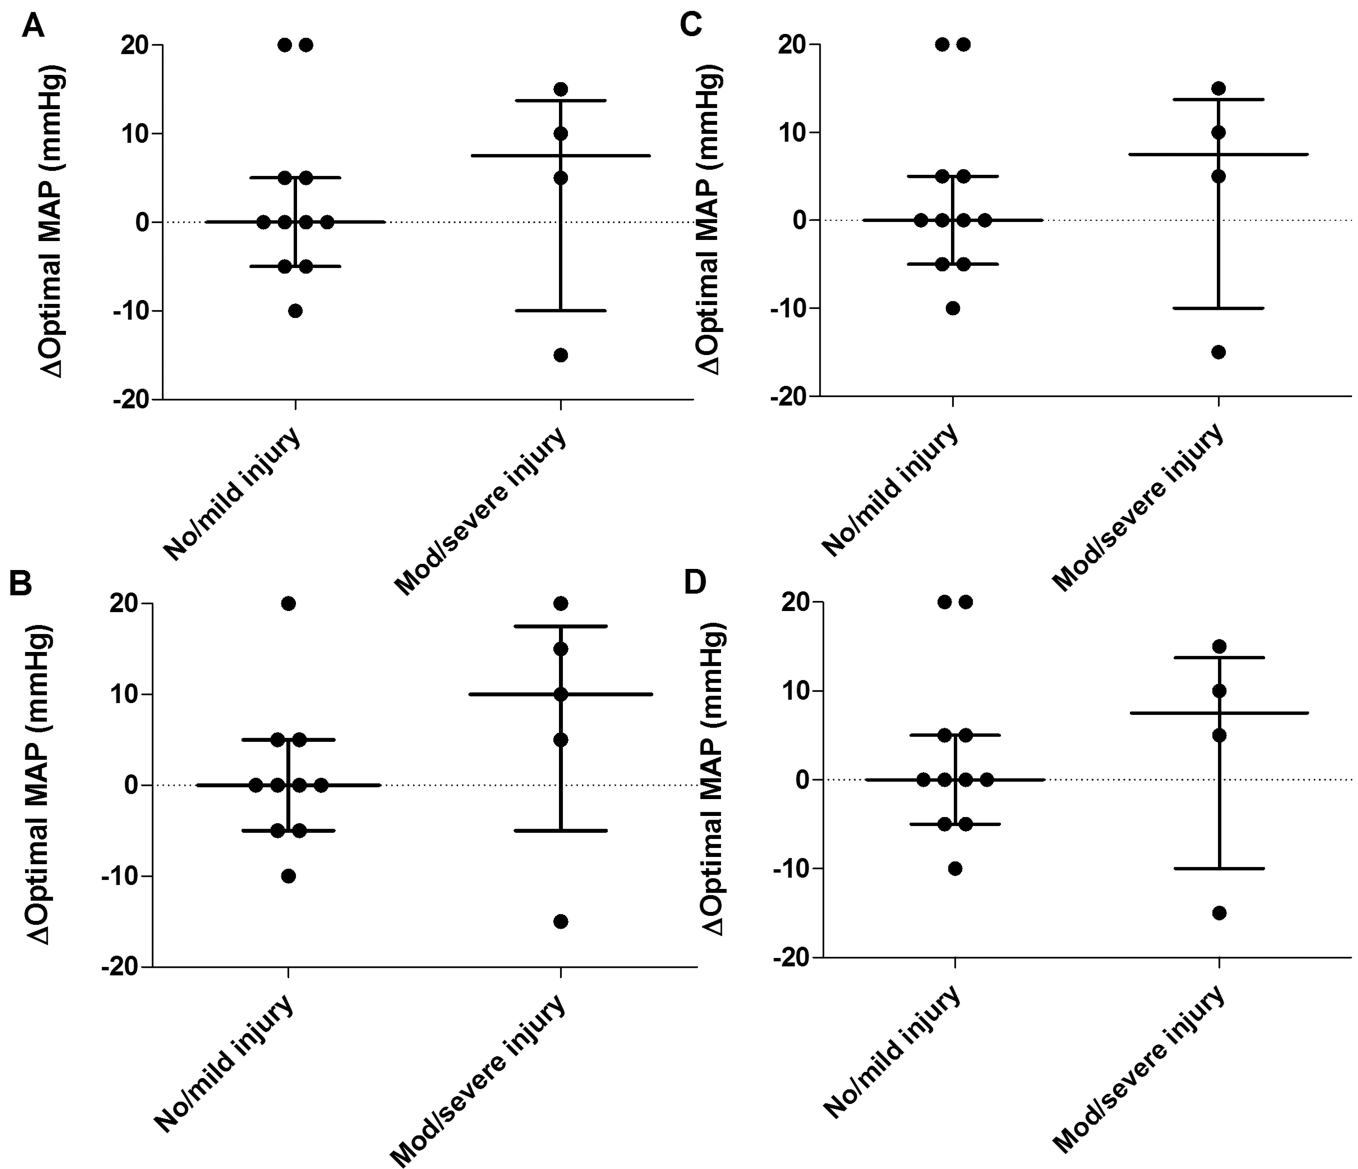 A
ΔOptimal MAP (mmHg)
20
10
0
-10
-20
No/mild injury
Mod/severe injury
C
ΔOptimal MAP (mmHg)
20
10
0
-10
-20
No/mild injury
Mod/severe injury
B
ΔOptimal MAP (mmHg)
20
10
0
-10
-20
No/mild injury
Mod/severe injury
D
ΔOptimal MAP (mmHg)
20
10
0
-10
-20
No/mild injury
Mod/severe injury